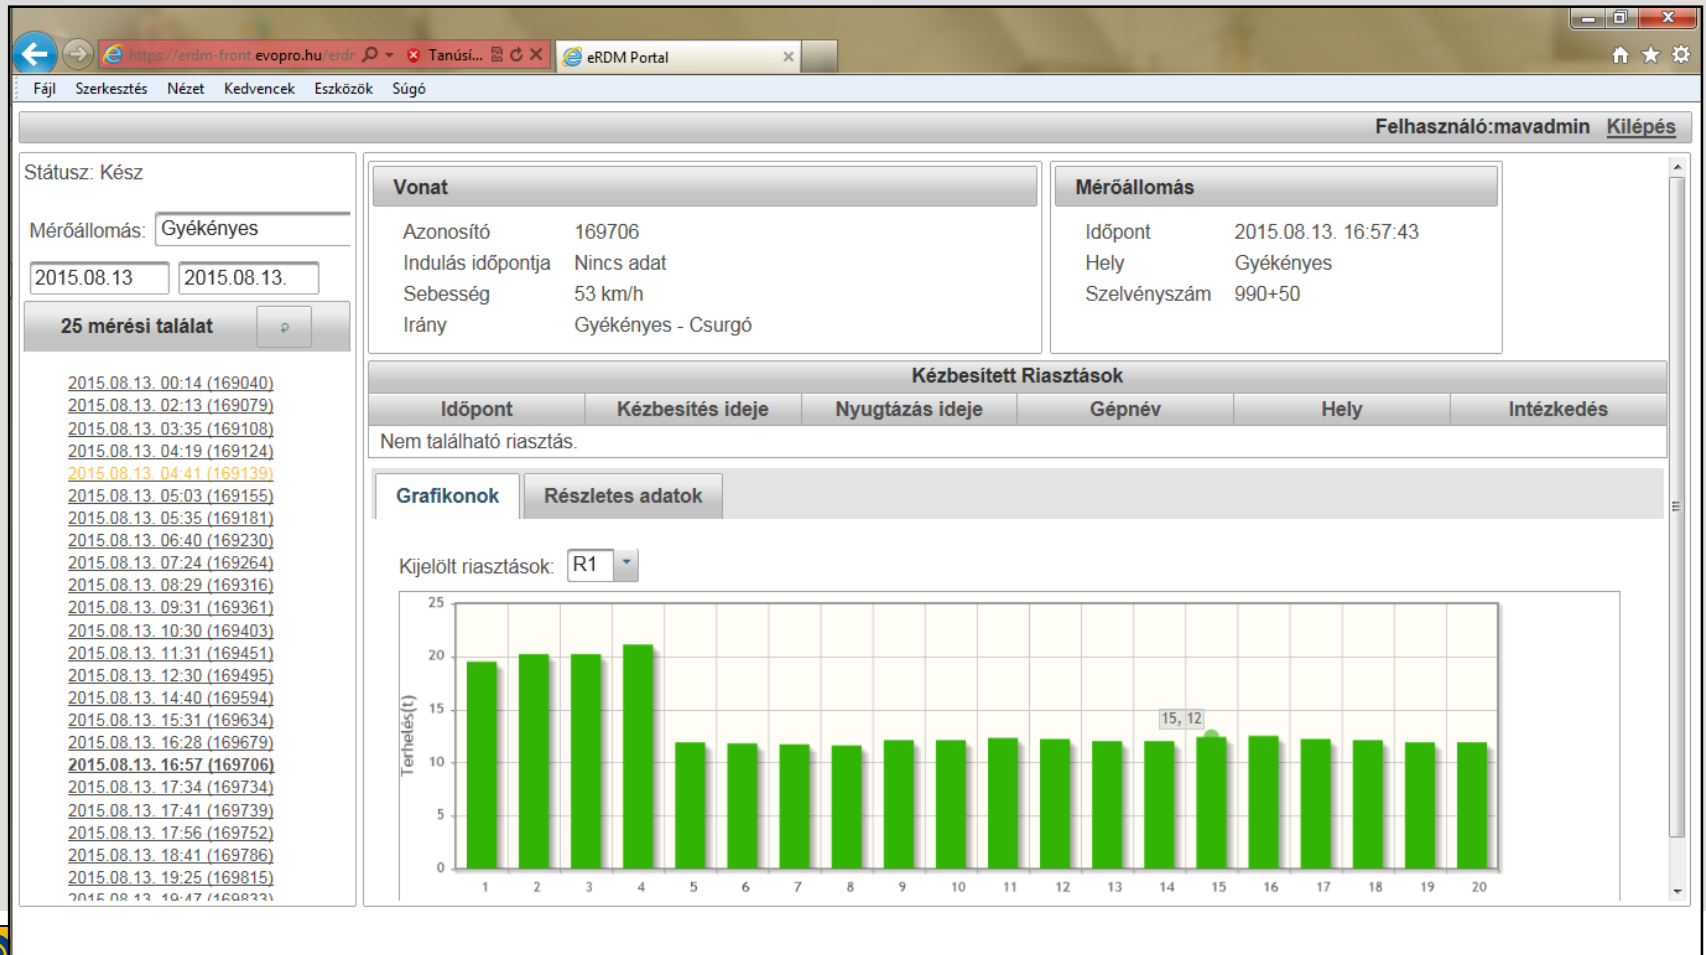 https://erdm-front.evopro.hu/erdr Tanúsí... eRDM Portal
Fájl Szerkesztés Nézet Kedvencek Eszközök Súgó
Felhasználó:mavadmin Kilépés
Státusz: Kész
Mérőállomás: Gyékényes
2015.08.13 2015.08.13.
25 mérési találat
2015.08.13. 00:14 (169040)
2015.08.13. 02:13 (169079)
2015.08.13. 03:35 (169108)
2015.08.13. 04:19 (169124)
2015.08.13. 04:41 (169139)
2015.08.13. 05:03 (169155)
2015.08.13. 05:35 (169181)
2015.08.13. 06:40 (169230)
2015.08.13. 07:24 (169264)
2015.08.13. 08:29 (169316)
2015.08.13. 09:31 (169361)
2015.08.13. 10:30 (169403)
2015.08.13. 11:31 (169451)
2015.08.13. 12:30 (169495)
2015.08.13. 14:40 (169594)
2015.08.13. 15:31 (169634)
2015.08.13. 16:28 (169679)
2015.08.13. 16:57 (169706)
2015.08.13. 17:34 (169734)
2015.08.13. 17:41 (169739)
2015.08.13. 17:56 (169752)
2015.08.13. 18:41 (169786)
2015.08.13. 19:25 (169815)
2015.08.13. 19:47 (169833)
Vonat
Azonosító 169706
Indulás időpontja Nincs adat
Sebesség 53 km/h
Irány Gyékényes - Csurgó
Mérőállomás
Időpont 2015.08.13. 16:57:43
Hely Gyékényes
Szelvényszám 990+50
Kézbesített Riasztások
Időpont Kézbesítés ideje Nyugtázás ideje Gépnév Hely Intézkedés
Nem található riasztás.
Grafikonok Részletes adatok
Kijelölt riasztások: R1
25
20
15
10
5
0
Terhelés(t)
15, 12
1 2 3 4 5 6 7 8 9 10 11 12 13 14 15 16 17 18 19 20